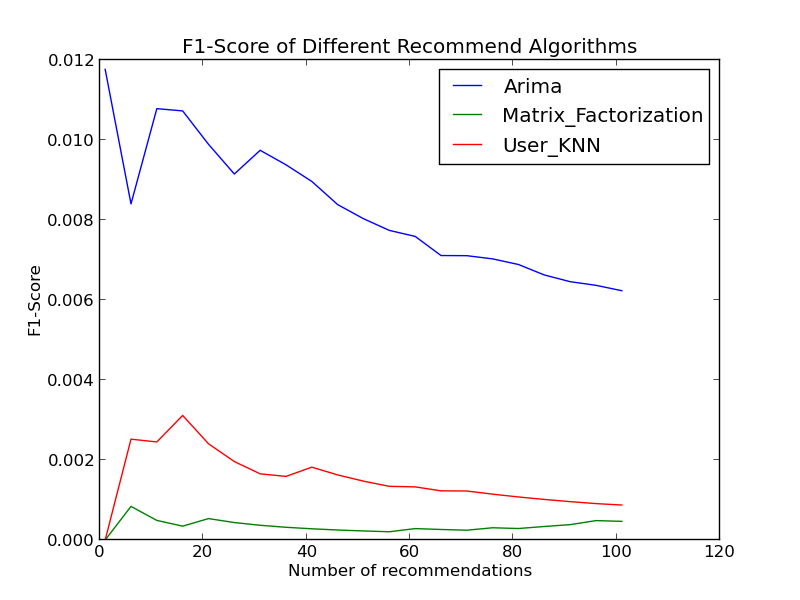 F1-Score of Different Recommend Algorithms
0.012
0.010
0.008
0.006
0.004
0.002
0.000
F1-Score
Arima
Matrix_Factorization
User_KNN
0 20 40 60 80 100 120
Number of recommendations